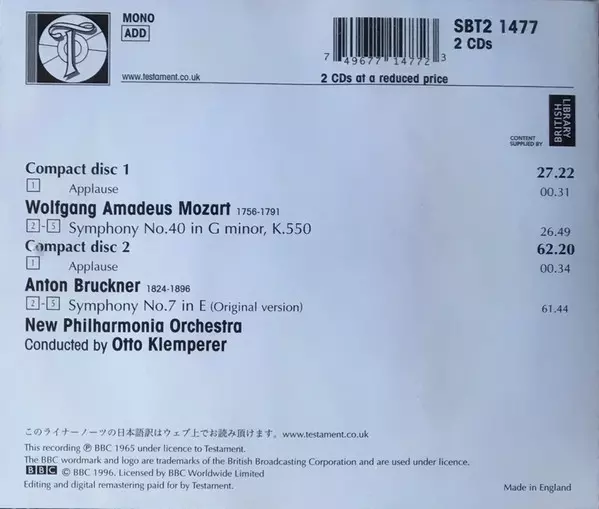 T
MONO
ADD
www.testament.co.uk
7 49677 14772 3
2 CDs at a reduced price
SBT2 1477
2 CDs
CONTENT
SUPPLIED BY
BRITISH
LIBRARY
Compact disc 1 27.22
1 Applause 00.31
Wolfgang Amadeus Mozart 1756-1791
2-5 Symphony No.40 in G minor, K.550 26.49
Compact disc 2 62.20
1 Applause 00.34
Anton Bruckner 1824-1896
2-5 Symphony No.7 in E (Original version) 61.44
New Philharmonia Orchestra
Conducted by Otto Klemperer
このライナーノーツの日本語訳はウェブ上でお読み頂けます。www.testament.co.uk
This recording ℗ BBC 1965 under licence to Testament.
The BBC wordmark and logo are trademarks of the British Broadcasting Corporation and are used under licence.
BBC © BBC 1996. Licensed by BBC Worldwide Limited
Editing and digital remastering paid for by Testament. Made in England